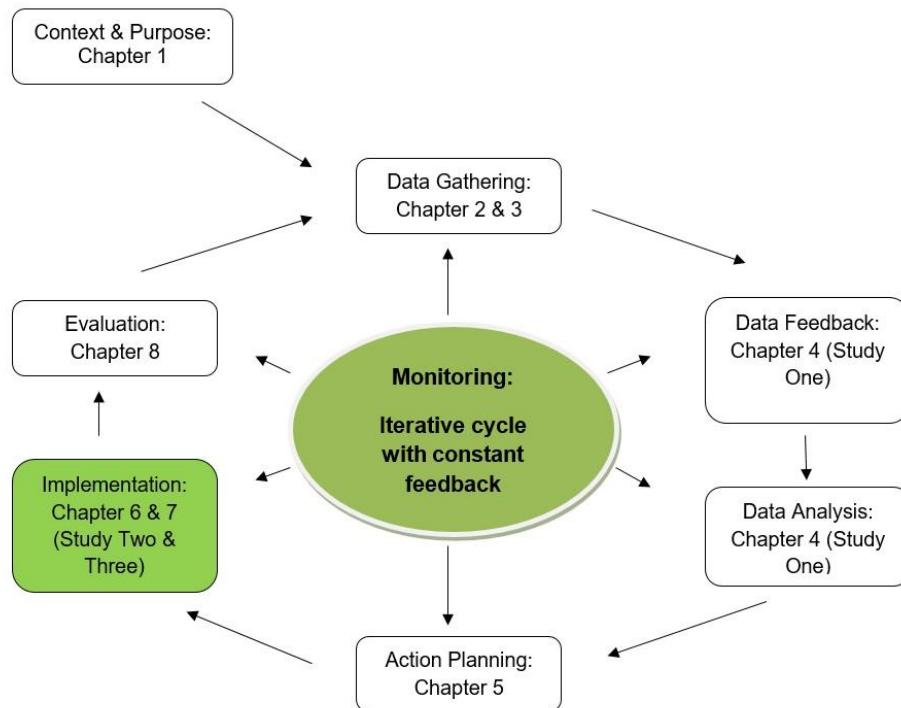 Context & Purpose:
Chapter 1
Data Gathering:
Chapter 2 & 3
Evaluation:
Chapter 8
Data Feedback:
Chapter 4 (Study
One)
Monitoring:
Iterative cycle
with constant
feedback
Implementation:
Chapter 6 & 7
(Study Two &
Three)
Data Analysis:
Chapter 4 (Study
One)
Action Planning:
Chapter 5